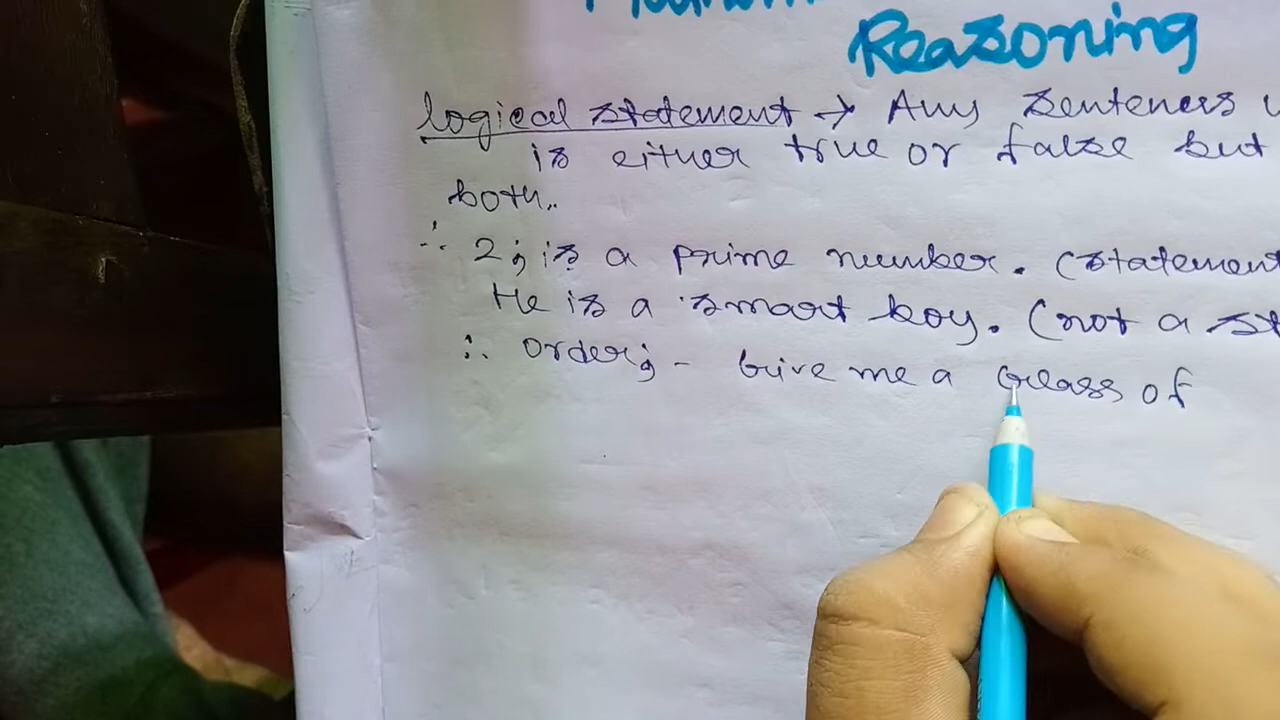 Reasoning
logical statement → Any sentences
is either true or false but
both..
∴ 2; is a prime number. (statement
He is a smart boy. (not a st
∴ order; - Give me a Glass of